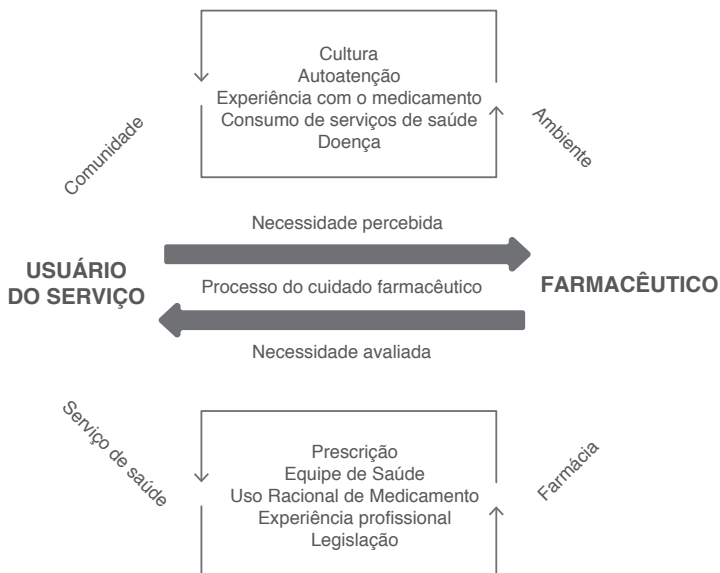 Cultura
Autoatenção
Experiência com o medicamento
Consumo de serviços de saúde
Doença
Comunidade
Ambiente
Necessidade percebida
USUÁRIO
DO SERVIÇO
Processo do cuidado farmacêutico
FARMACÊUTICO
Necessidade avaliada
Serviço de saúde
Farmácia
Prescrição
Equipe de Saúde
Uso Racional de Medicamento
Experiência profissional
Legislação